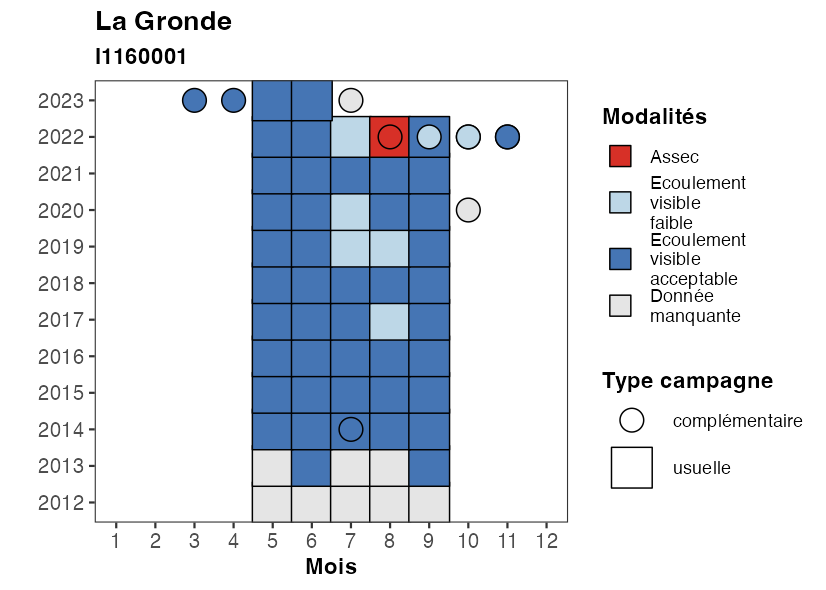 La Gronde
I1160001
2023
2022
2021
2020
2019
2018
2017
2016
2015
2014
2013
2012
1 2 3 4 5 6 7 8 9 10 11 12
Mois
Modalités
Assec
Ecoulement
visible
faible
Ecoulement
visible
acceptable
Donnée
manquante
Type campagne
complémentaire
usuelle